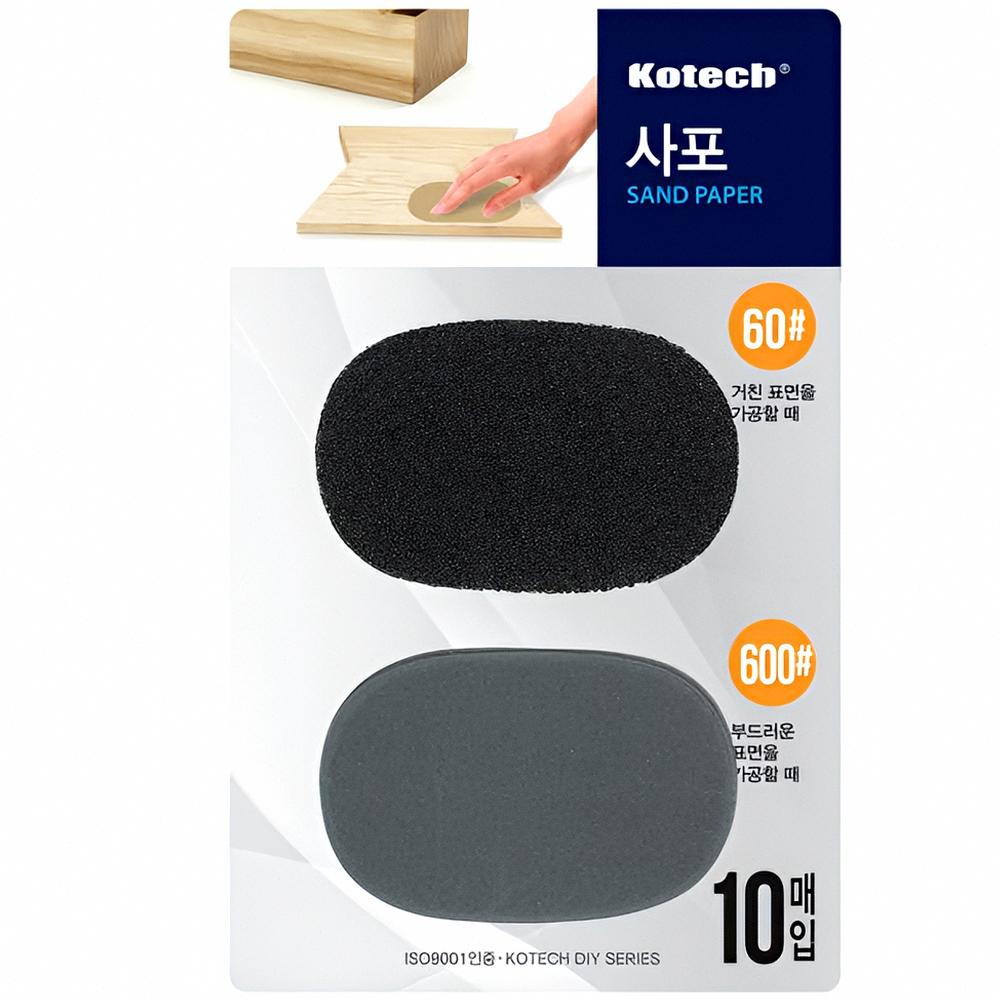 Kotech®
사포
SAND PAPER
60#
거친 표면을
가공할 때
600#
부드리운
표면을
가공할 때
10매입
ISO9001인증·KOTECH DIY SERIES